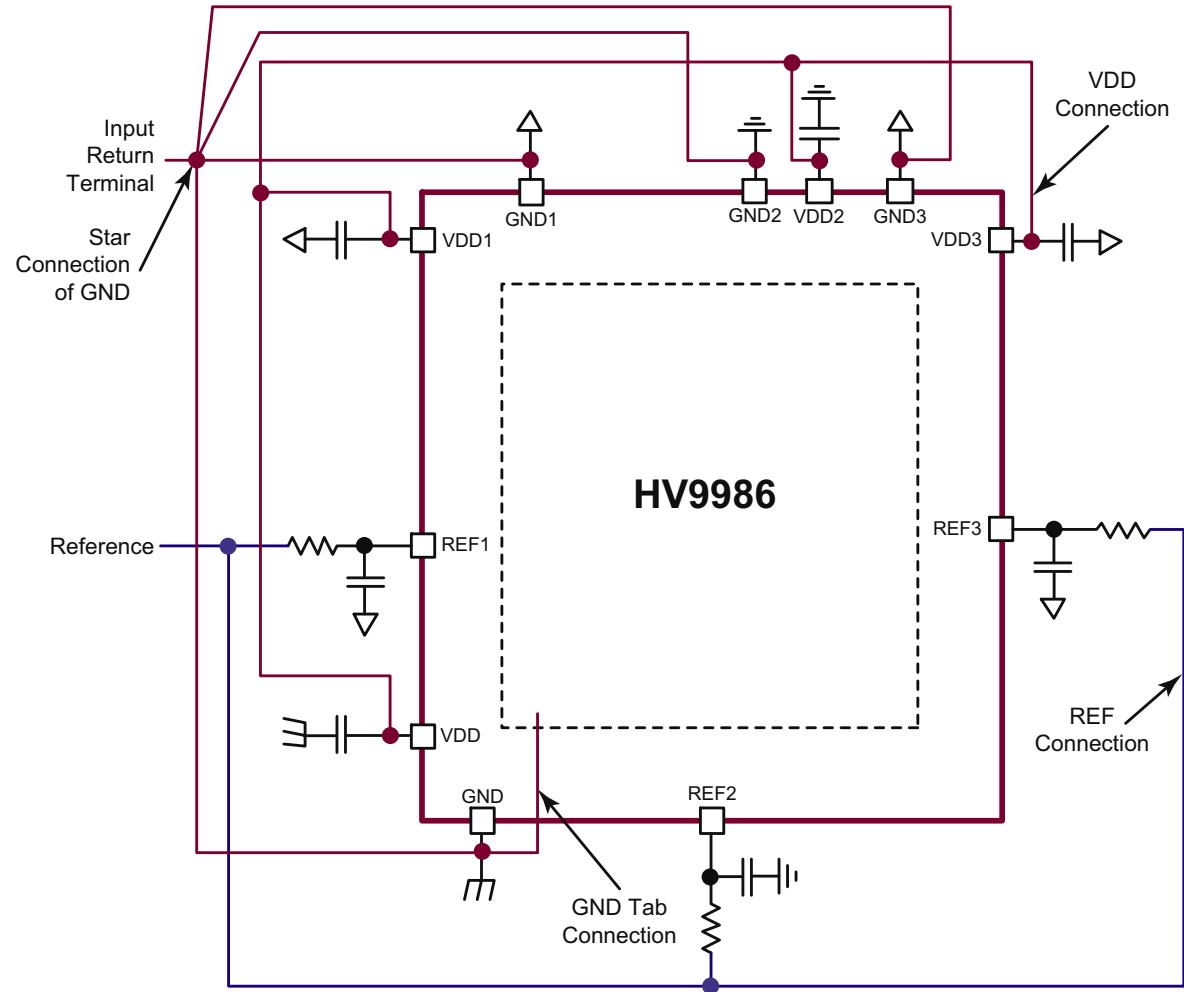 VDD
Connection
Input
Return
Terminal
Star
Connection
of GND
GND1
GND2
VDD2
GND3
VDD1
VDD3
HV9986
Reference
REF1
REF3
REF
Connection
VDD
GND
REF2
GND Tab
Connection